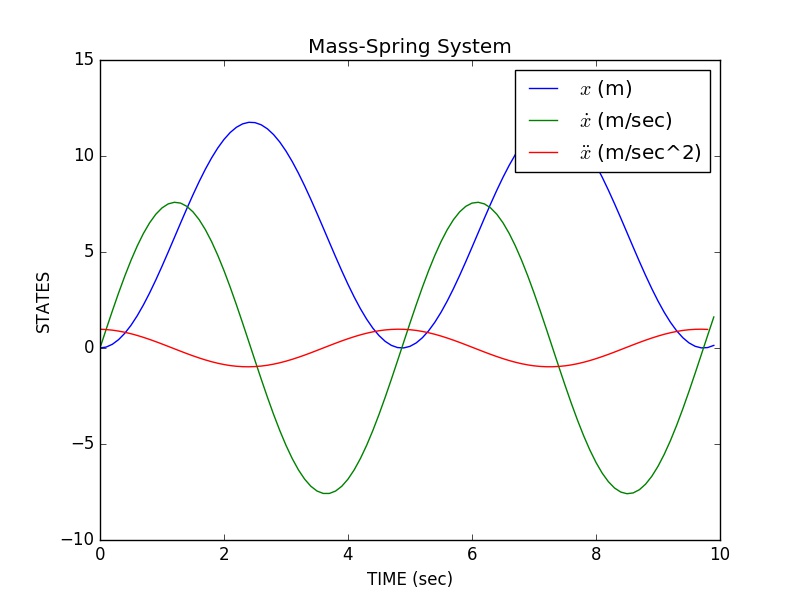 Mass-Spring System
15
10
5
0
−5
−10
STATES
x (m)
ẋ (m/sec)
ẍ (m/sec^2)
0 2 4 6 8 10
TIME (sec)